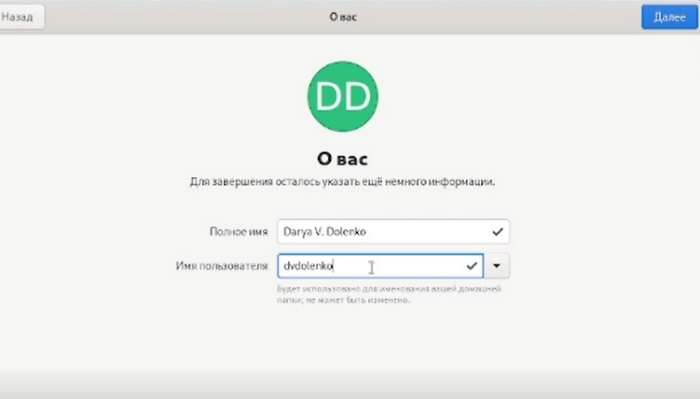 Назад
О вас
Далее
DD
О вас
Для завершения осталось указать ещё немного информации.
Полное имя
Darya V. Dolenko
Имя пользователя
dvdolenko
Будет использовано для именования вашей домашней
папки; не может быть изменено.